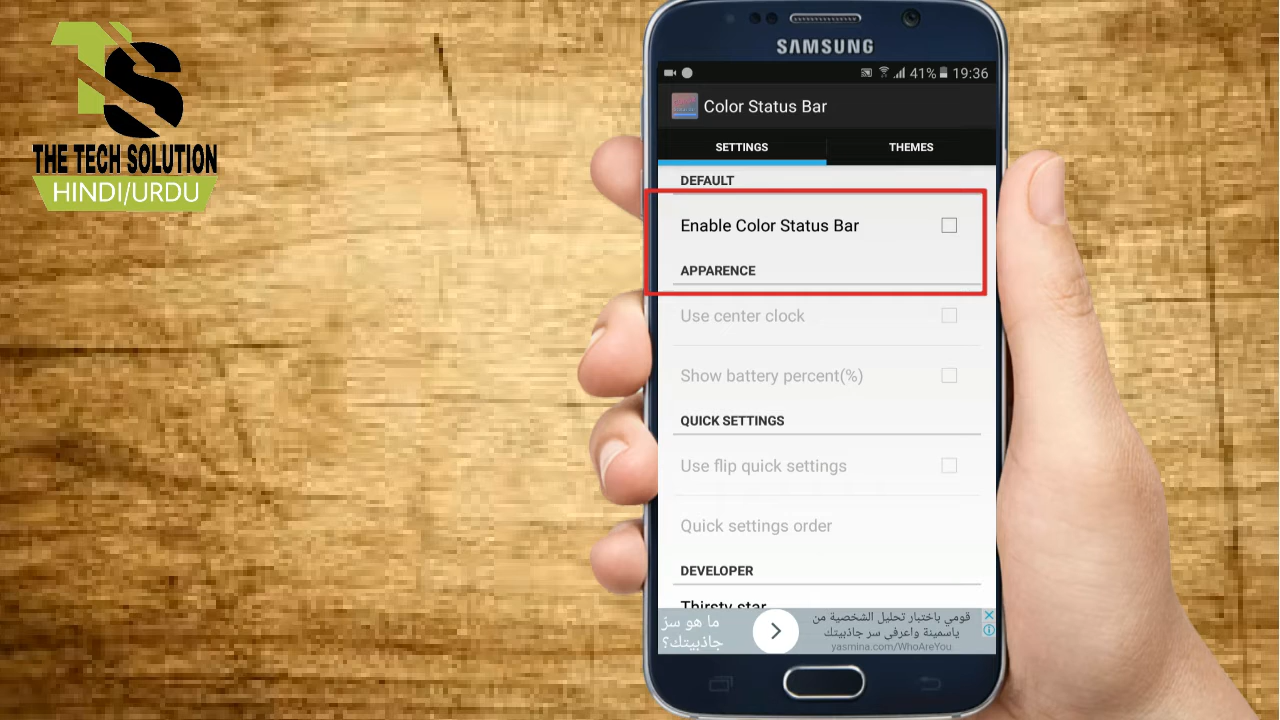 THE TECH SOLUTION
HINDI/URDU
SAMSUNG
41% 19:36
Color Status Bar
SETTINGS THEMES
DEFAULT
Enable Color Status Bar
APPARENCE
Use center clock
Show battery percent(%)
QUICK SETTINGS
Use flip quick settings
Quick settings order
DEVELOPER
Thirsty star
ما هو سر
جاذبيتك؟
قومي باختبار تحليل الشخصية من
ياسمينة واعرفي سر جاذبيتك
yasmina.com/WhoAreYou